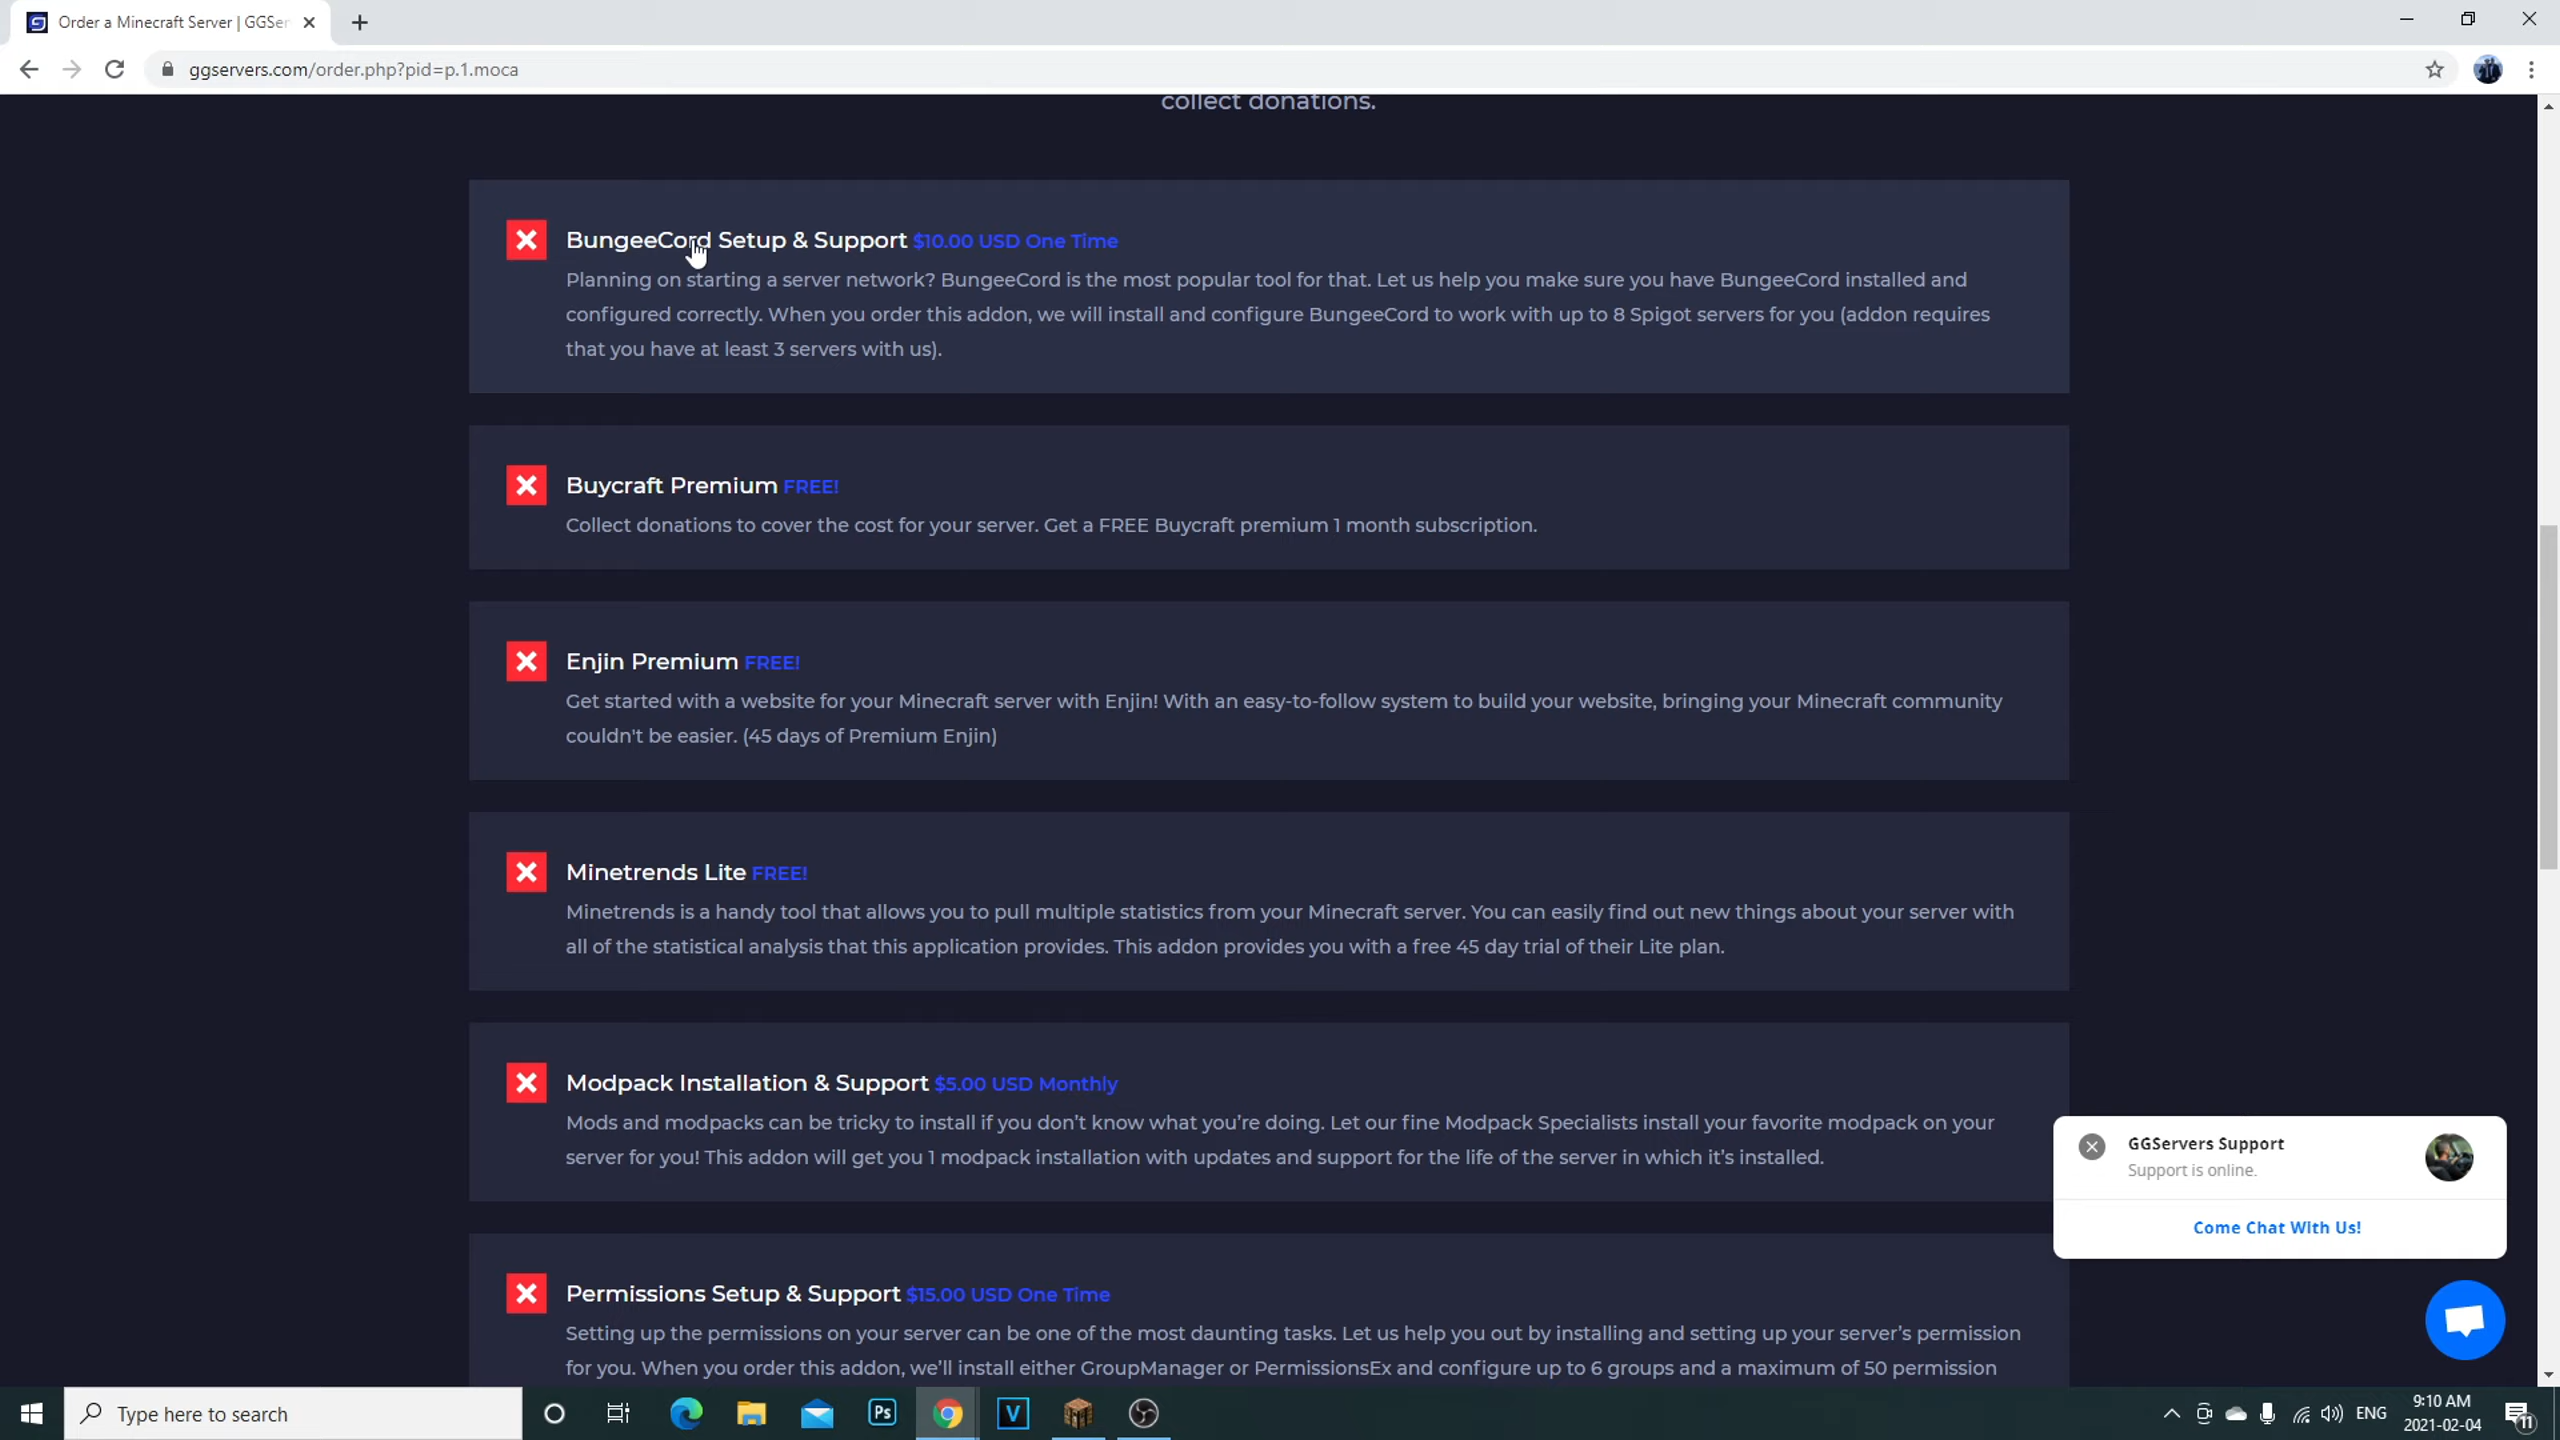 Order a Minecraft Server | GGSer
ggservers.com/order.php?pid=p.1.moca
collect donations.
BungeeCord Setup & Support $10.00 USD One Time
Planning on starting a server network? BungeeCord is the most popular tool for that. Let us help you make sure you have BungeeCord installed and
configured correctly. When you order this addon, we will install and configure BungeeCord to work with up to 8 Spigot servers for you (addon requires
that you have at least 3 servers with us).
Buycraft Premium FREE!
Collect donations to cover the cost for your server. Get a FREE Buycraft premium 1 month subscription.
Enjin Premium FREE!
Get started with a website for your Minecraft server with Enjin! With an easy-to-follow system to build your website, bringing your Minecraft community
couldn't be easier. (45 days of Premium Enjin)
Minetrends Lite FREE!
Minetrends is a handy tool that allows you to pull multiple statistics from your Minecraft server. You can easily find out new things about your server with
all of the statistical analysis that this application provides. This addon provides you with a free 45 day trial of their Lite plan.
Modpack Installation & Support $5.00 USD Monthly
Mods and modpacks can be tricky to install if you don’t know what you’re doing. Let our fine Modpack Specialists install your favorite modpack on your
server for you! This addon will get you 1 modpack installation with updates and support for the life of the server in which it’s installed.
GGServers Support
Support is online.
Come Chat With Us!
Permissions Setup & Support $15.00 USD One Time
Setting up the permissions on your server can be one of the most daunting tasks. Let us help you out by installing and setting up your server’s permission
for you. When you order this addon, we’ll install either GroupManager or PermissionsEx and configure up to 6 groups and a maximum of 50 permission
Type here to search
Ps
V
ENG
9:10 AM
2021-02-04
11